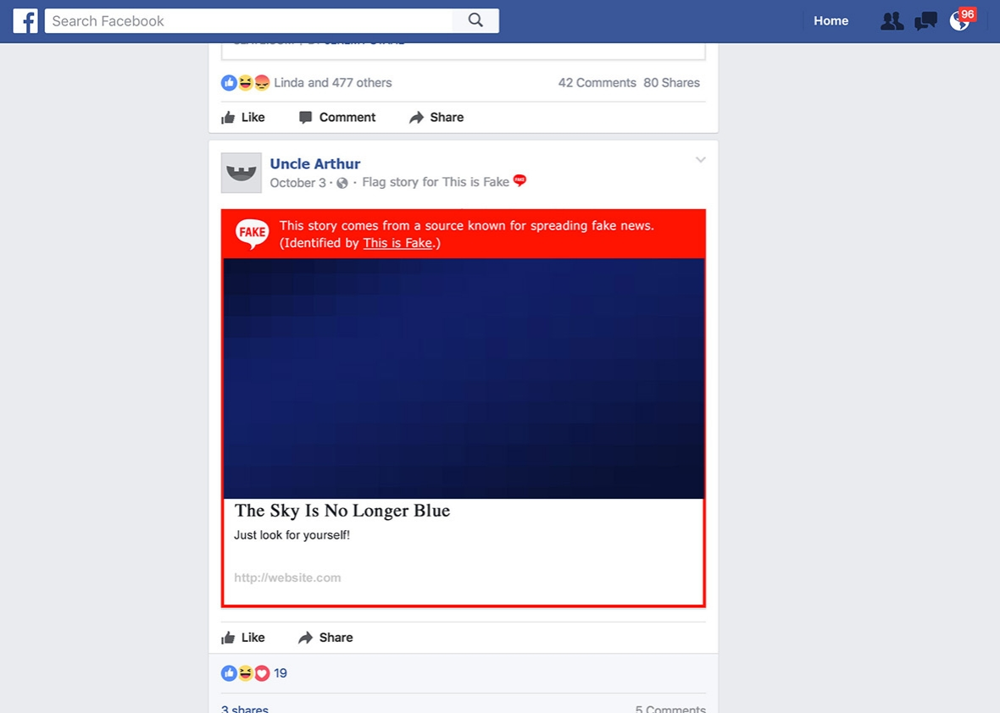 Search Facebook
Home
96
Linda and 477 others
42 Comments 80 Shares
Like
Comment
Share
Uncle Arthur
October 3 · · Flag story for This is Fake FAKE
FAKE
This story comes from a source known for spreading fake news.
(Identified by This is Fake.)
The Sky Is No Longer Blue
Just look for yourself!
http://website.com
Like
Share
19
3 shares
5 Comments